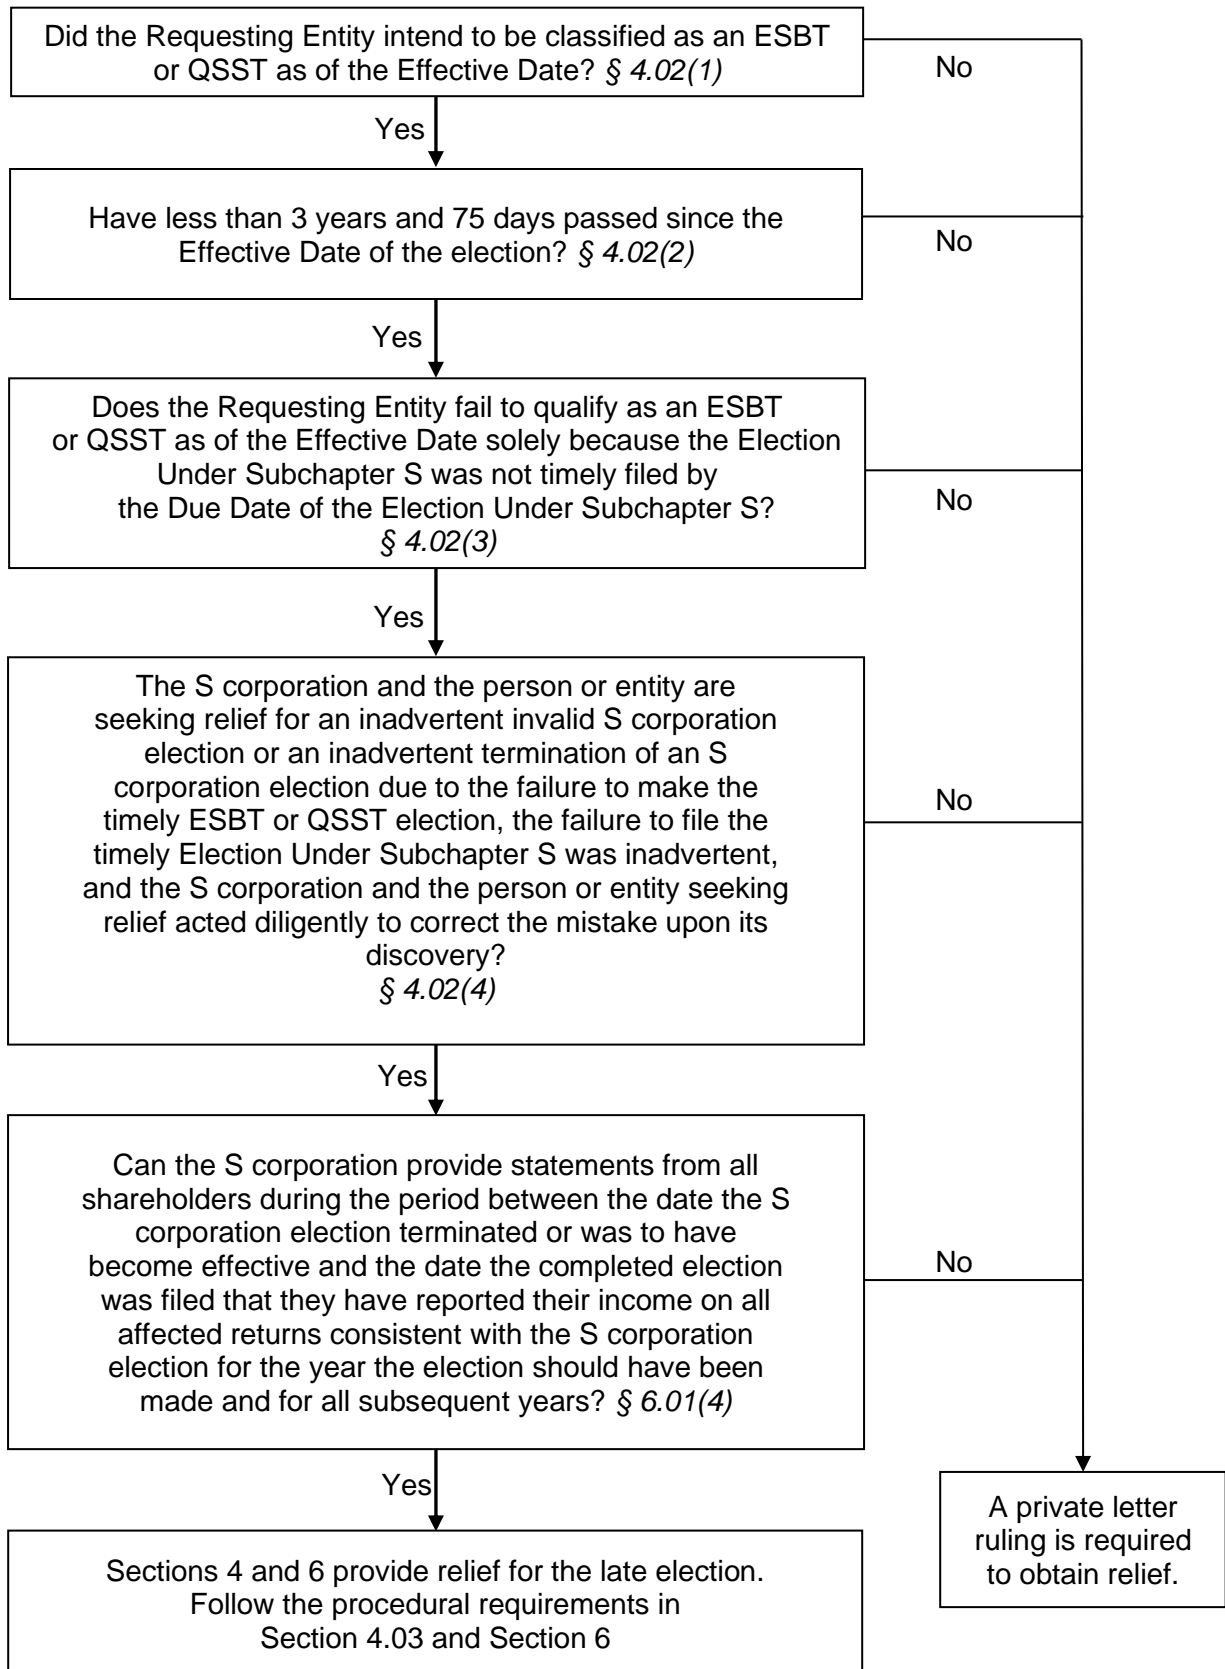 Did the Requesting Entity intend to be classified as an ESBT
or QSST as of the Effective Date? § 4.02(1)
No
Yes
Have less than 3 years and 75 days passed since the
Effective Date of the election? § 4.02(2)
No
Yes
Does the Requesting Entity fail to qualify as an ESBT
or QSST as of the Effective Date solely because the Election
Under Subchapter S was not timely filed by
the Due Date of the Election Under Subchapter S?
§ 4.02(3)
No
Yes
The S corporation and the person or entity are
seeking relief for an inadvertent invalid S corporation
election or an inadvertent termination of an S
corporation election due to the failure to make the
timely ESBT or QSST election, the failure to file the
timely Election Under Subchapter S was inadvertent,
and the S corporation and the person or entity seeking
relief acted diligently to correct the mistake upon its
discovery?
§ 4.02(4)
No
Yes
Can the S corporation provide statements from all
shareholders during the period between the date the S
corporation election terminated or was to have
become effective and the date the completed election
was filed that they have reported their income on all
affected returns consistent with the S corporation
election for the year the election should have been
made and for all subsequent years? § 6.01(4)
No
Yes
Sections 4 and 6 provide relief for the late election.
Follow the procedural requirements in
Section 4.03 and Section 6
A private letter
ruling is required
to obtain relief.